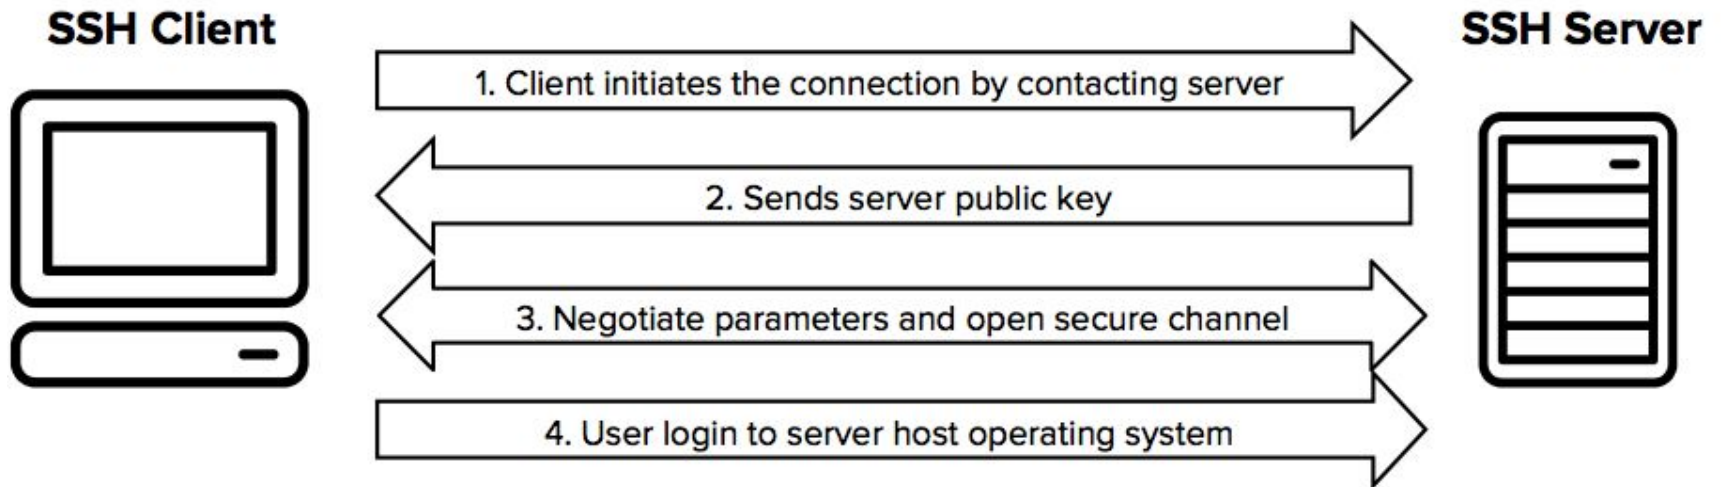 SSH Client
SSH Server
1. Client initiates the connection by contacting server
2. Sends server public key
3. Negotiate parameters and open secure channel
4. User login to server host operating system